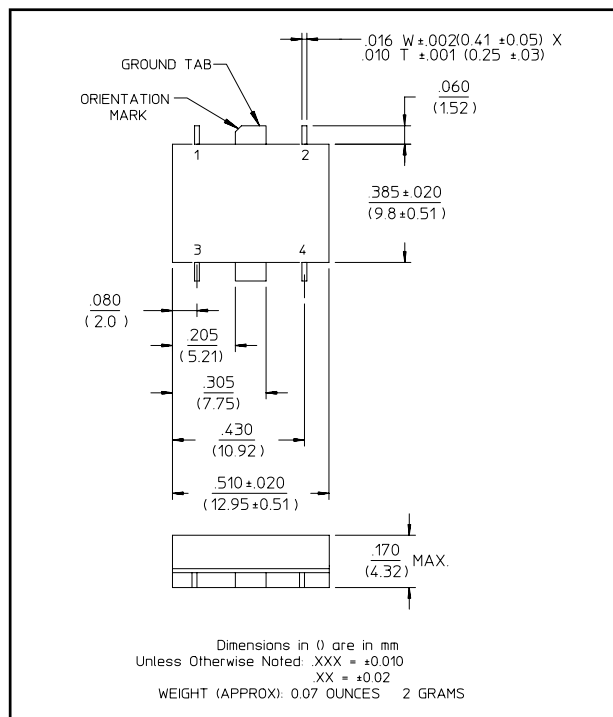 .016 W ±.002(0.41 ±0.05) X
.010 T ±.001 (0.25 ±.03)
GROUND TAB
ORIENTATION
MARK
.060
(1.52)
1
2
.385±.020
(9.8±0.51)
3
4
.080
( 2.0 )
.205
(5.21)
.305
(7.75)
.430
(10.92)
.510±.020
(12.95±0.51)
.170
(4.32)
MAX.
Dimensions in () are in mm
Unless Otherwise Noted: .XXX = ±0.010
.XX = ±0.02
WEIGHT (APPROX): 0.07 OUNCES 2 GRAMS